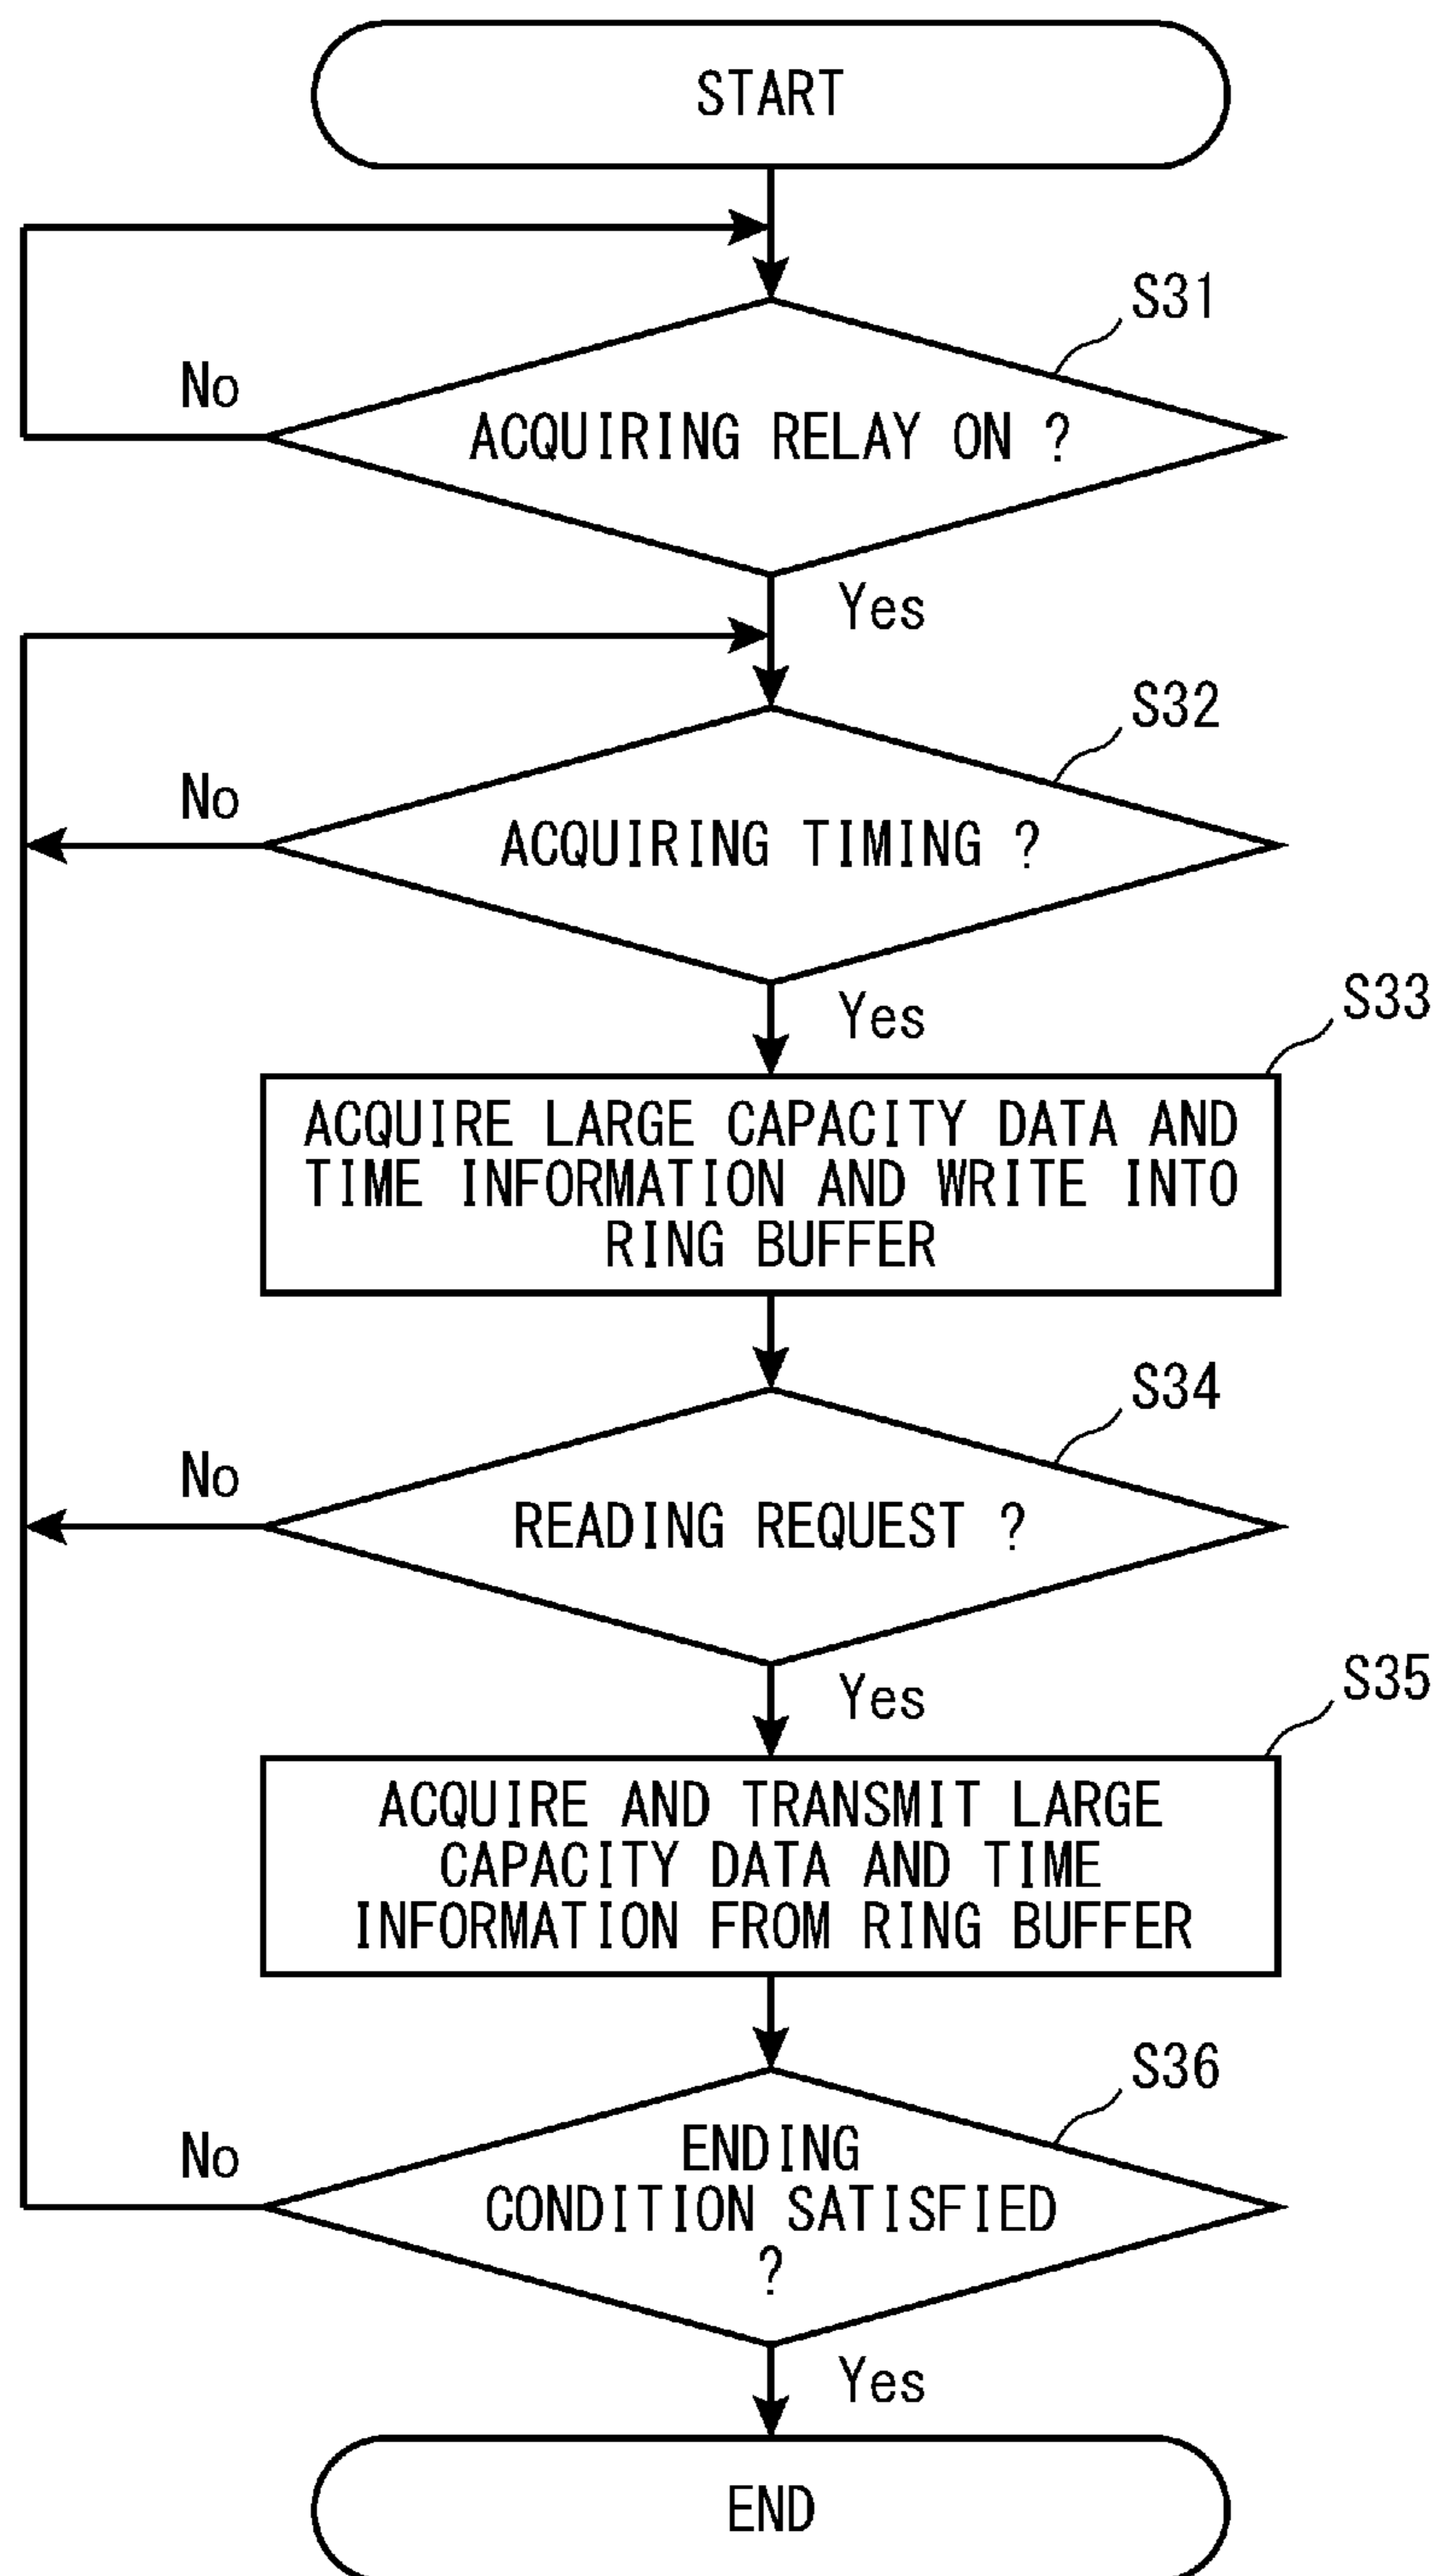 START
S31
No
ACQUIRING RELAY ON ?
Yes
S32
No
ACQUIRING TIMING ?
Yes
S33
ACQUIRE LARGE CAPACITY DATA AND
TIME INFORMATION AND WRITE INTO
RING BUFFER
S34
No
READING REQUEST ?
Yes
S35
ACQUIRE AND TRANSMIT LARGE
CAPACITY DATA AND TIME
INFORMATION FROM RING BUFFER
S36
No
ENDING
CONDITION SATISFIED
?
Yes
END